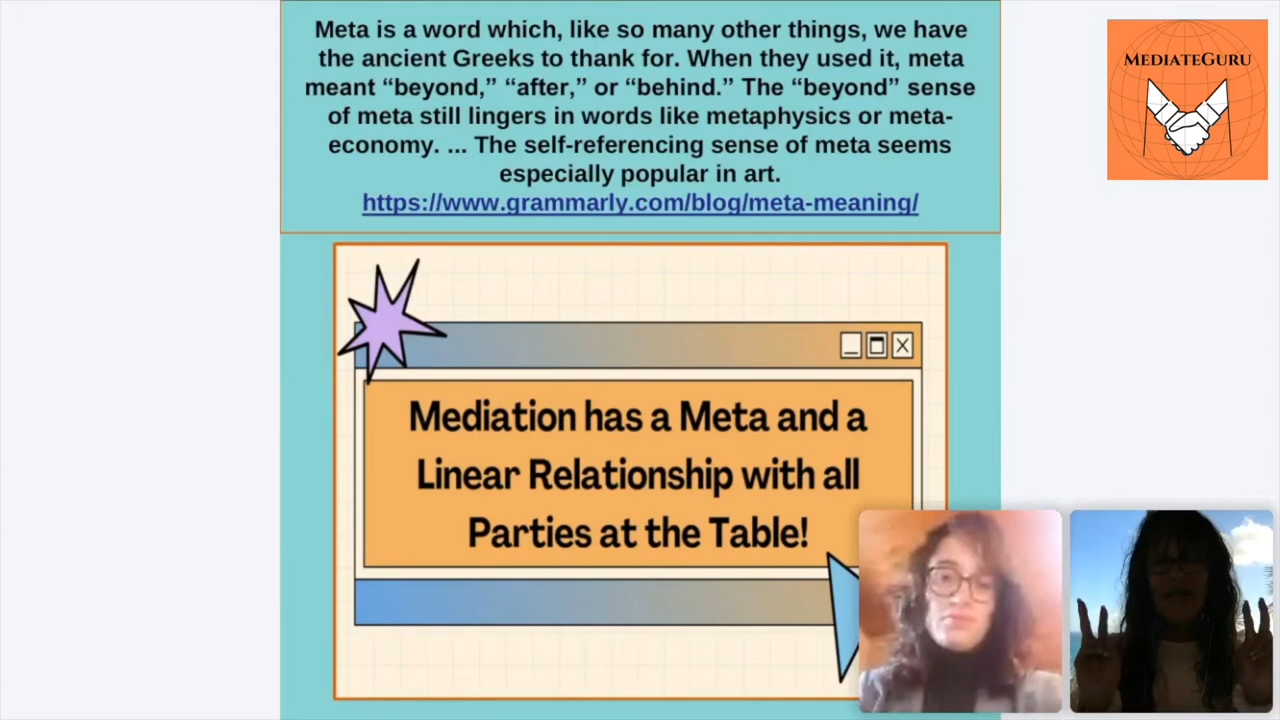 Meta is a word which, like so many other things, we have
the ancient Greeks to thank for. When they used it, meta
meant “beyond,” “after,” or “behind.” The “beyond” sense
of meta still lingers in words like metaphysics or meta-
economy. ... The self-referencing sense of meta seems
especially popular in art.
https://www.grammarly.com/blog/meta-meaning/
MEDIATEGURU
Mediation has a Meta and a
Linear Relationship with all
Parties at the Table!